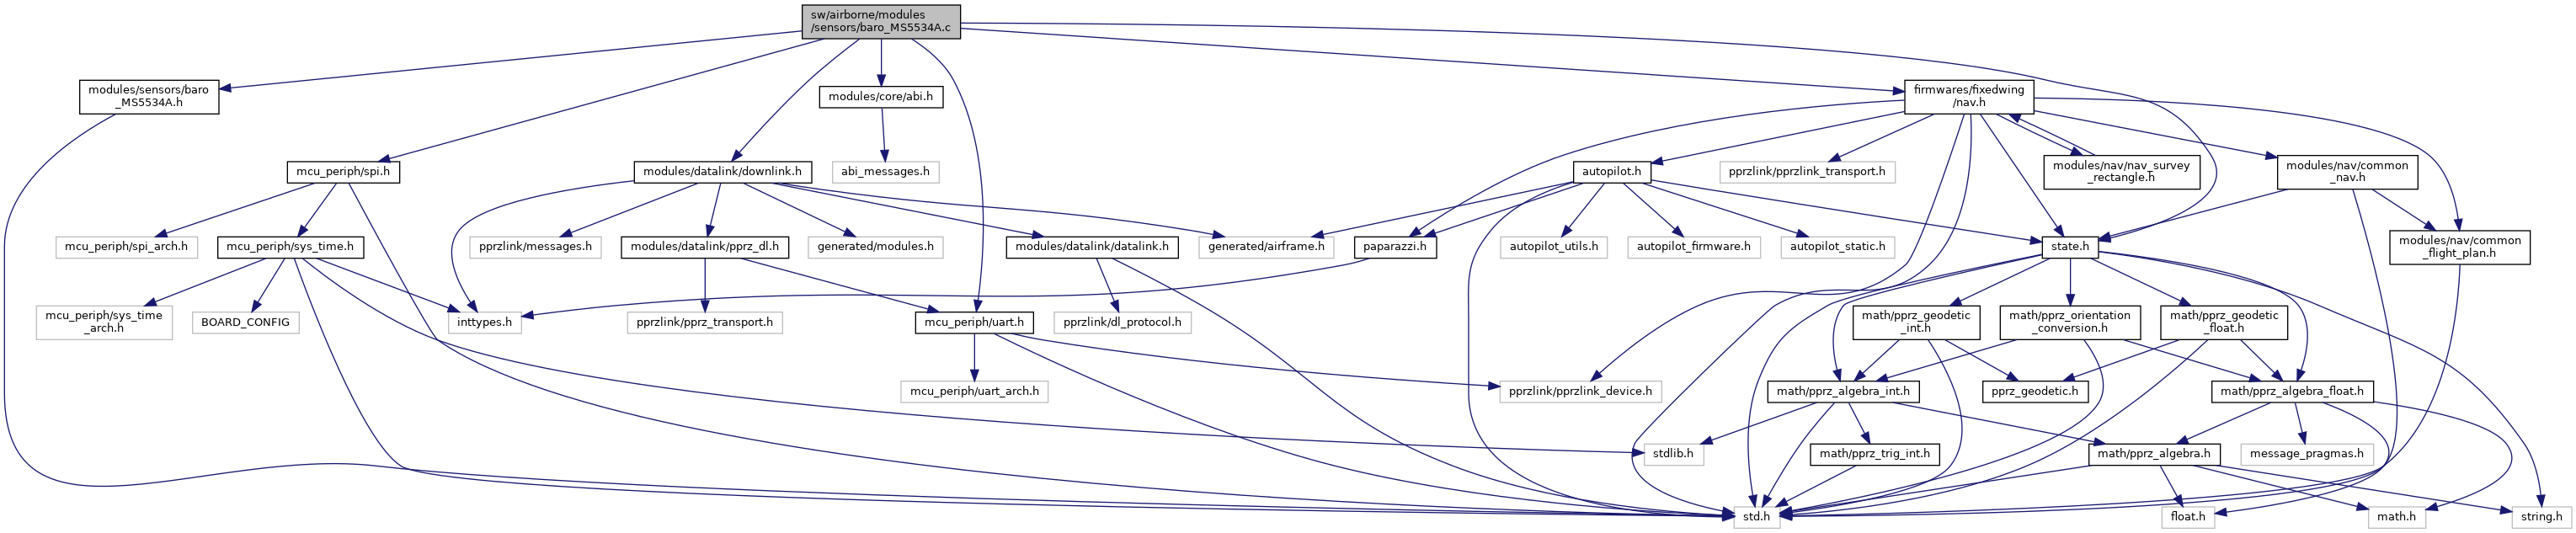 sw/airborne/modules
/sensors/baro_MS5534A.c
modules/sensors/baro
_MS5534A.h
modules/core/abi.h
firmwares/fixedwing
/nav.h
mcu_periph/spi.h
modules/datalink/downlink.h
abi_messages.h
autopilot.h
pprzlink/pprzlink_transport.h
modules/nav/nav_survey
_rectangle.h
modules/nav/common
_nav.h
mcu_periph/spi_arch.h
mcu_periph/sys_time.h
pprzlink/messages.h
modules/datalink/pprz_dl.h
generated/modules.h
modules/datalink/datalink.h
generated/airframe.h
paparazzi.h
autopilot_utils.h
autopilot_firmware.h
autopilot_static.h
state.h
modules/nav/common
_flight_plan.h
mcu_periph/sys_time
_arch.h
BOARD_CONFIG
inttypes.h
pprzlink/pprz_transport.h
mcu_periph/uart.h
pprzlink/dl_protocol.h
math/pprz_geodetic
_int.h
math/pprz_orientation
_conversion.h
math/pprz_geodetic
_float.h
mcu_periph/uart_arch.h
pprzlink/pprzlink_device.h
math/pprz_algebra_int.h
pprz_geodetic.h
math/pprz_algebra_float.h
stdlib.h
math/pprz_trig_int.h
math/pprz_algebra.h
message_pragmas.h
std.h
float.h
math.h
string.h